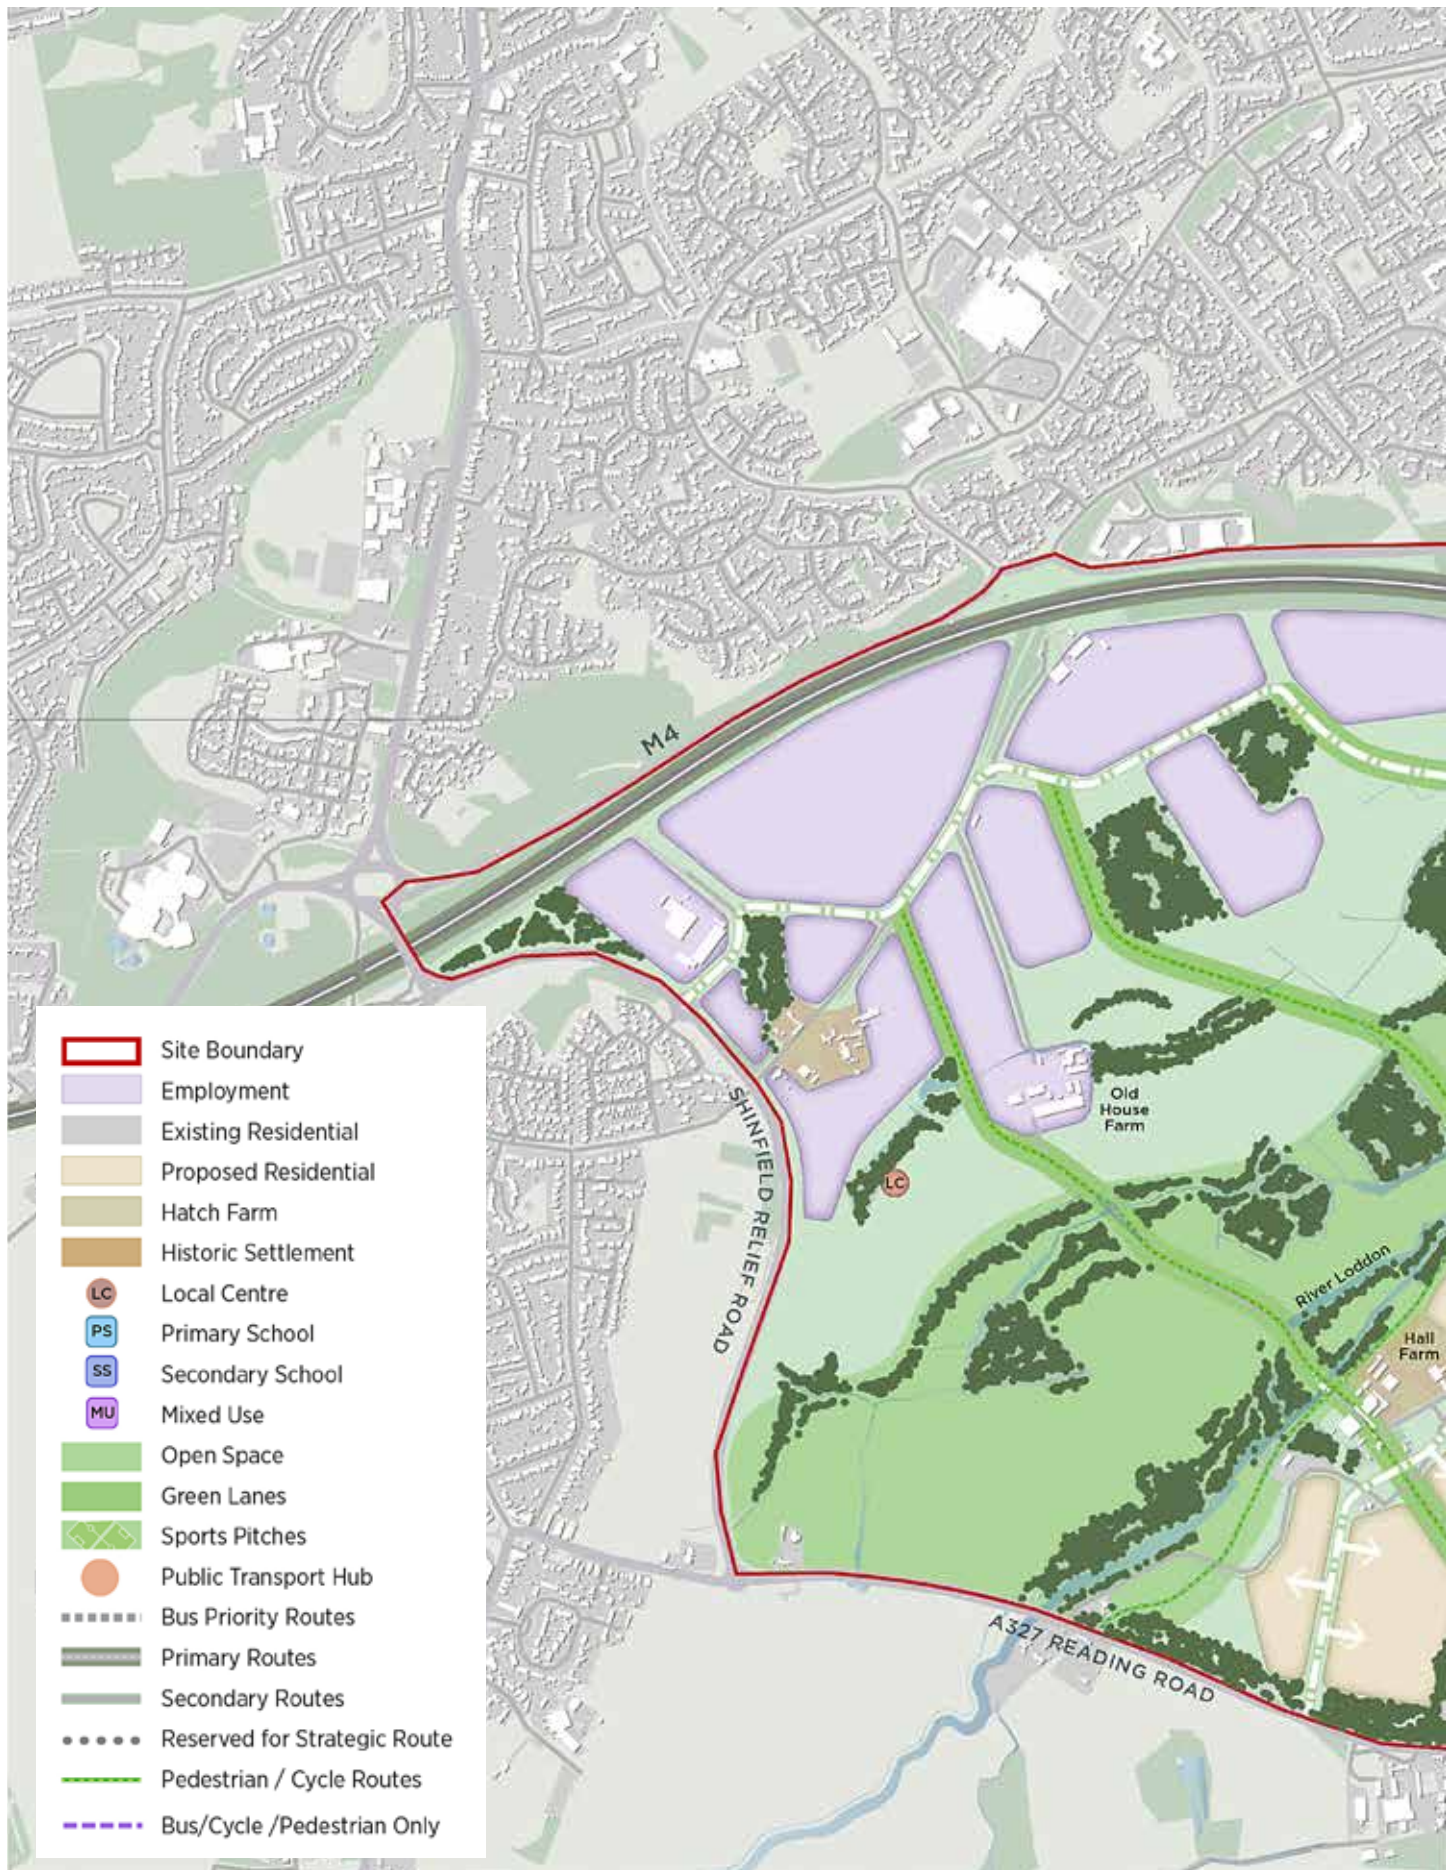 M4
SHINFIELD RELIEF ROAD
Old
House
Farm
LC
River Loddon
Hall
Farm
A327 READING ROAD
Site Boundary
Employment
Existing Residential
Proposed Residential
Hatch Farm
Historic Settlement
LC Local Centre
PS Primary School
SS Secondary School
MU Mixed Use
Open Space
Green Lanes
Sports Pitches
Public Transport Hub
Bus Priority Routes
Primary Routes
Secondary Routes
Reserved for Strategic Route
Pedestrian / Cycle Routes
Bus/Cycle /Pedestrian Only